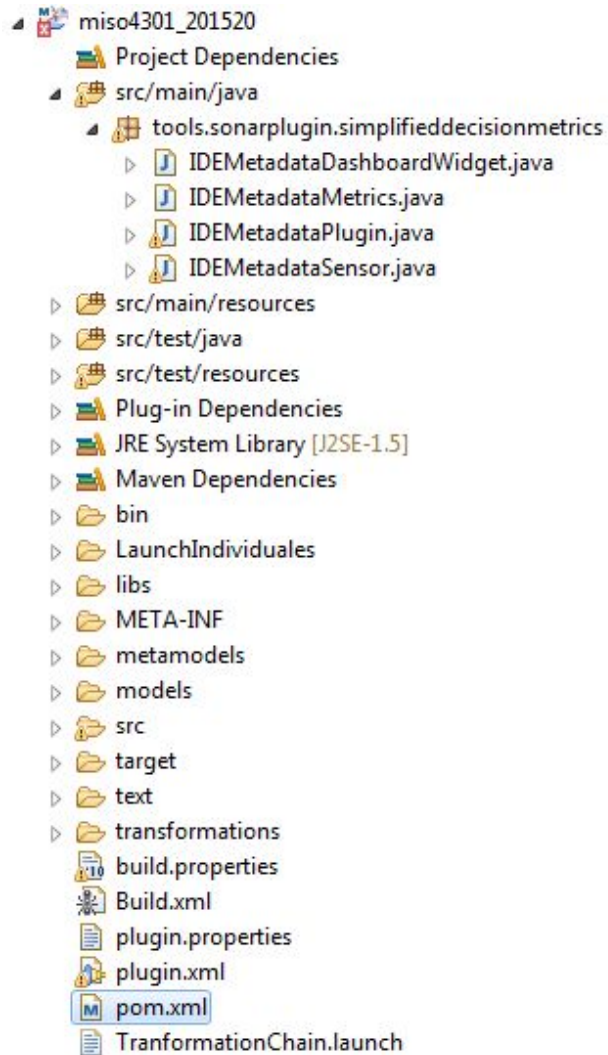 miso4301_201520
Project Dependencies
src/main/java
tools.sonarplugin.simplifieddecisionmetrics
IDEMetadataDashboardWidget.java
IDEMetadataMetrics.java
IDEMetadataPlugin.java
IDEMetadataSensor.java
src/main/resources
src/test/java
src/test/resources
Plug-in Dependencies
JRE System Library [J2SE-1.5]
Maven Dependencies
bin
LaunchIndividuales
libs
META-INF
metamodels
models
src
target
text
transformations
build.properties
Build.xml
plugin.properties
plugin.xml
pom.xml
TranformationChain.launch